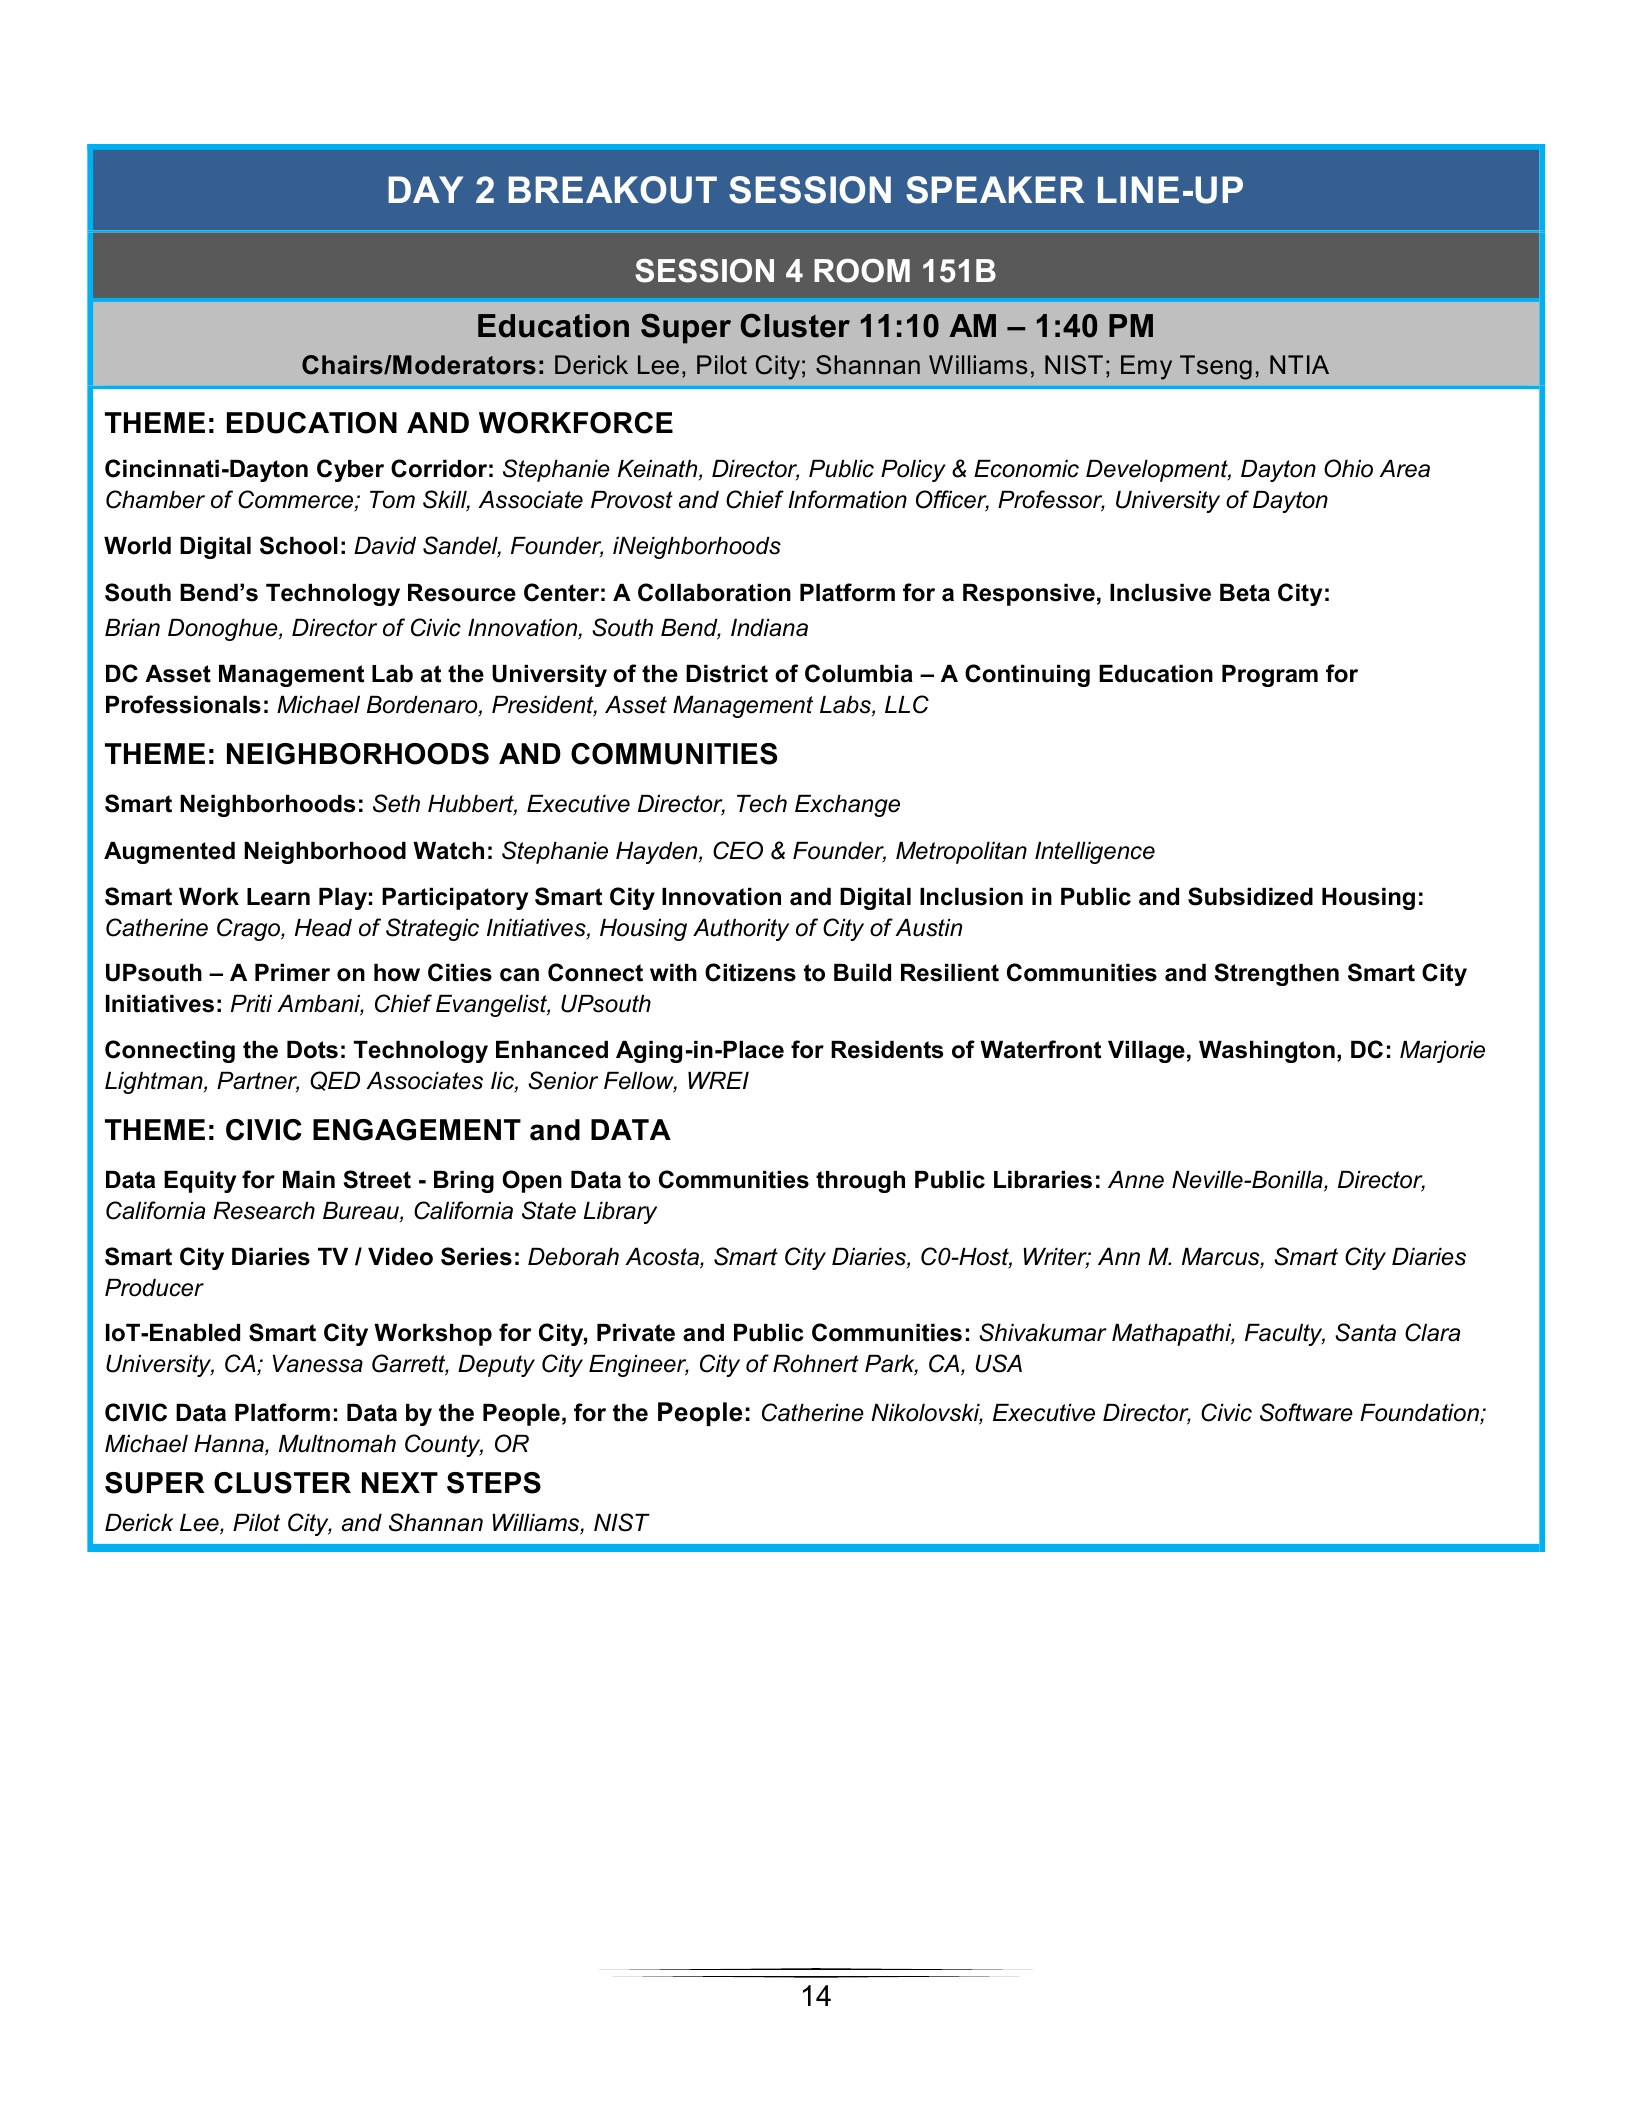 DAY 2 BREAKOUT SESSION SPEAKER LINE-UP
SESSION 4 ROOM 151B
Education Super Cluster 11:10 AM – 1:40 PM
Chairs/Moderators: Derick Lee, Pilot City; Shannan Williams, NIST; Emy Tseng, NTIA
THEME: EDUCATION AND WORKFORCE
Cincinnati-Dayton Cyber Corridor: Stephanie Keinath, Director, Public Policy & Economic Development, Dayton Ohio Area
Chamber of Commerce; Tom Skill, Associate Provost and Chief Information Officer, Professor, University of Dayton
World Digital School: David Sandel, Founder, iNeighborhoods
South Bend’s Technology Resource Center: A Collaboration Platform for a Responsive, Inclusive Beta City:
Brian Donoghue, Director of Civic Innovation, South Bend, Indiana
DC Asset Management Lab at the University of the District of Columbia – A Continuing Education Program for
Professionals: Michael Bordenaro, President, Asset Management Labs, LLC
THEME: NEIGHBORHOODS AND COMMUNITIES
Smart Neighborhoods: Seth Hubbert, Executive Director, Tech Exchange
Augmented Neighborhood Watch: Stephanie Hayden, CEO & Founder, Metropolitan Intelligence
Smart Work Learn Play: Participatory Smart City Innovation and Digital Inclusion in Public and Subsidized Housing:
Catherine Crago, Head of Strategic Initiatives, Housing Authority of City of Austin
UPsouth – A Primer on how Cities can Connect with Citizens to Build Resilient Communities and Strengthen Smart City
Initiatives: Priti Ambani, Chief Evangelist, UPsouth
Connecting the Dots: Technology Enhanced Aging-in-Place for Residents of Waterfront Village, Washington, DC: Marjorie
Lightman, Partner, QED Associates lic, Senior Fellow, WREI
THEME: CIVIC ENGAGEMENT and DATA
Data Equity for Main Street - Bring Open Data to Communities through Public Libraries: Anne Neville-Bonilla, Director,
California Research Bureau, California State Library
Smart City Diaries TV / Video Series: Deborah Acosta, Smart City Diaries, C0-Host, Writer; Ann M. Marcus, Smart City Diaries
Producer
IoT-Enabled Smart City Workshop for City, Private and Public Communities: Shivakumar Mathapathi, Faculty, Santa Clara
University, CA; Vanessa Garrett, Deputy City Engineer, City of Rohnert Park, CA, USA
CIVIC Data Platform: Data by the People, for the People: Catherine Nikolovski, Executive Director, Civic Software Foundation;
Michael Hanna, Multnomah County, OR
SUPER CLUSTER NEXT STEPS
Derick Lee, Pilot City, and Shannan Williams, NIST
14